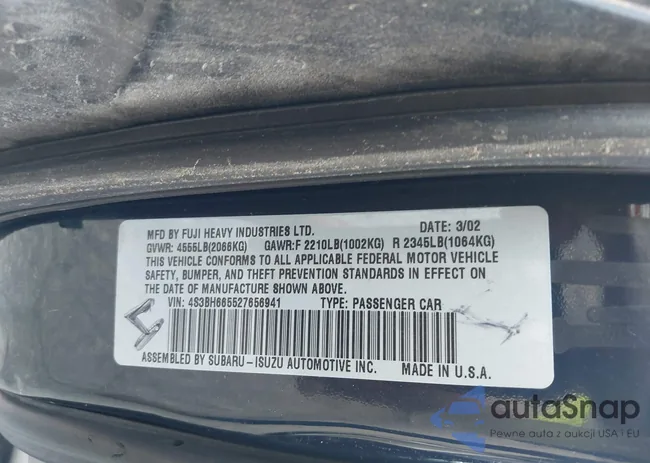 MFD BY FUJI HEAVY INDUSTRIES LTD. DATE: 3/02
GVWR: 4555LB(2066KG) GAWR:F 2210LB(1002KG) R 2345LB(1064KG)
THIS VEHICLE CONFORMS TO ALL APPLICABLE FEDERAL MOTOR VEHICLE
SAFETY, BUMPER, AND THEFT PREVENTION STANDARDS IN EFFECT ON
THE DATE OF MANUFACTURE SHOWN ABOVE.
VIN: 4S3BH665527656941 TYPE: PASSENGER CAR
ASSEMBLED BY SUBARU-ISUZU AUTOMOTIVE INC. MADE IN U.S.A.
autaSnap
Pewne auta z aukcji USA i EU